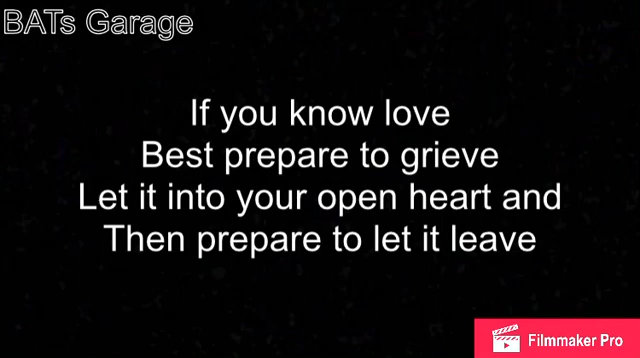 BATs Garage
If you know love
Best prepare to grieve
Let it into your open heart and
Then prepare to let it leave
Filmmaker Pro